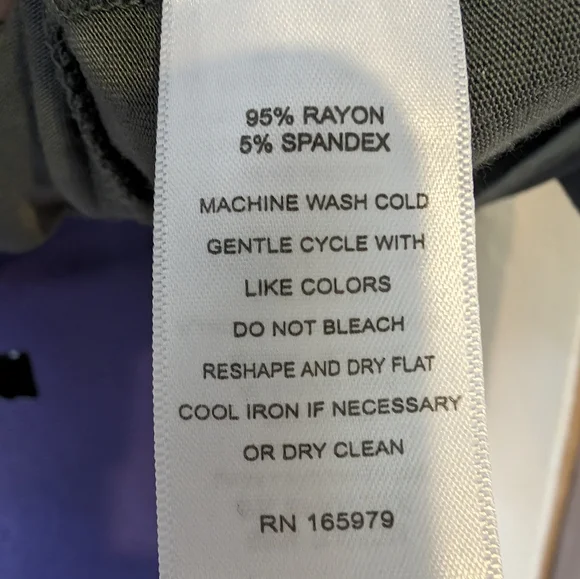 95% RAYON
5% SPANDEX
MACHINE WASH COLD
GENTLE CYCLE WITH
LIKE COLORS
DO NOT BLEACH
RESHAPE AND DRY FLAT
COOL IRON IF NECESSARY
OR DRY CLEAN
RN 165979